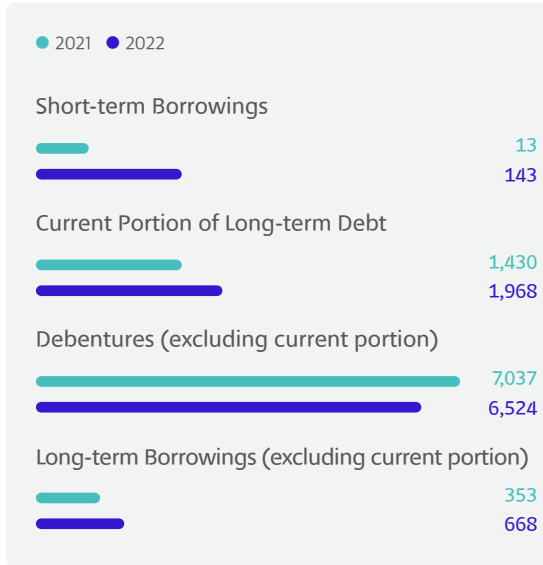 2021 2022
Short-term Borrowings
13
143
Current Portion of Long-term Debt
1,430
1,968
Debentures (excluding current portion)
7,037
6,524
Long-term Borrowings (excluding current portion)
353
668